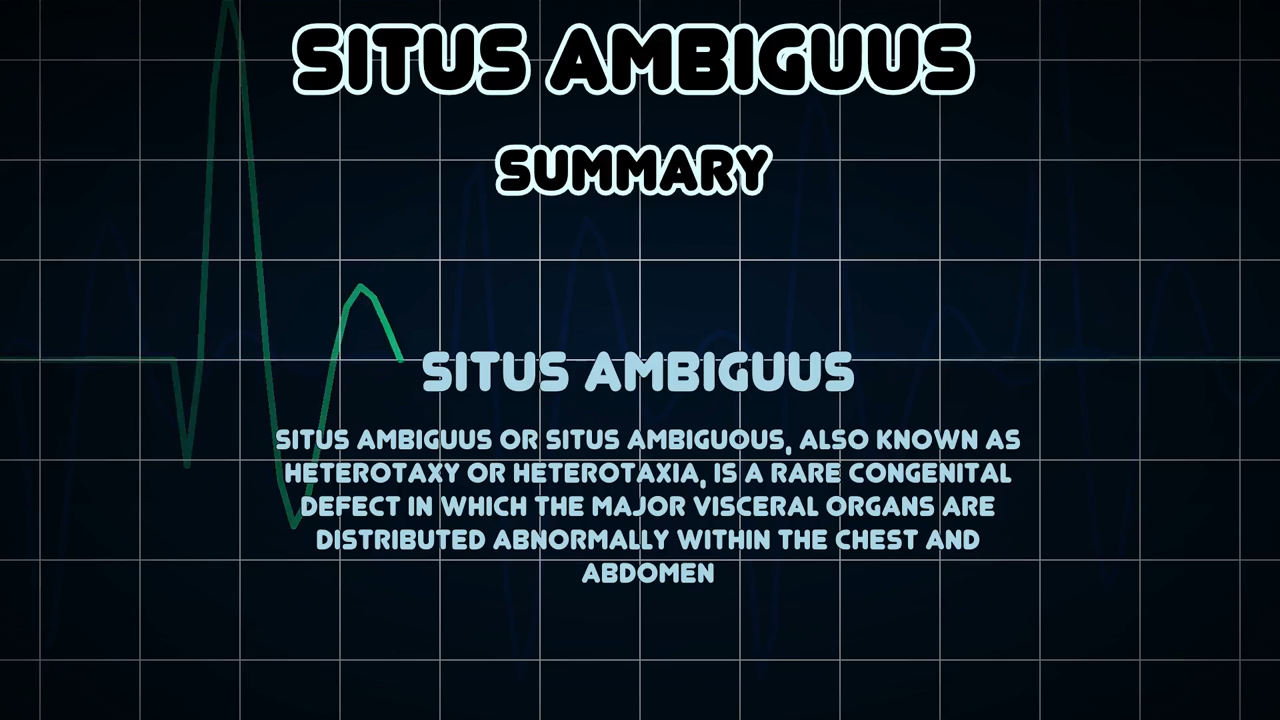 SITUS AMBIGUUS
SUMMARY
SITUS AMBIGUUS
SITUS AMBIGUUS OR SITUS AMBIGUOUS, ALSO KNOWN AS
HETEROTAXY OR HETEROTAXIA, IS A RARE CONGENITAL
DEFECT IN WHICH THE MAJOR VISCERAL ORGANS ARE
DISTRIBUTED ABNORMALLY WITHIN THE CHEST AND
ABDOMEN